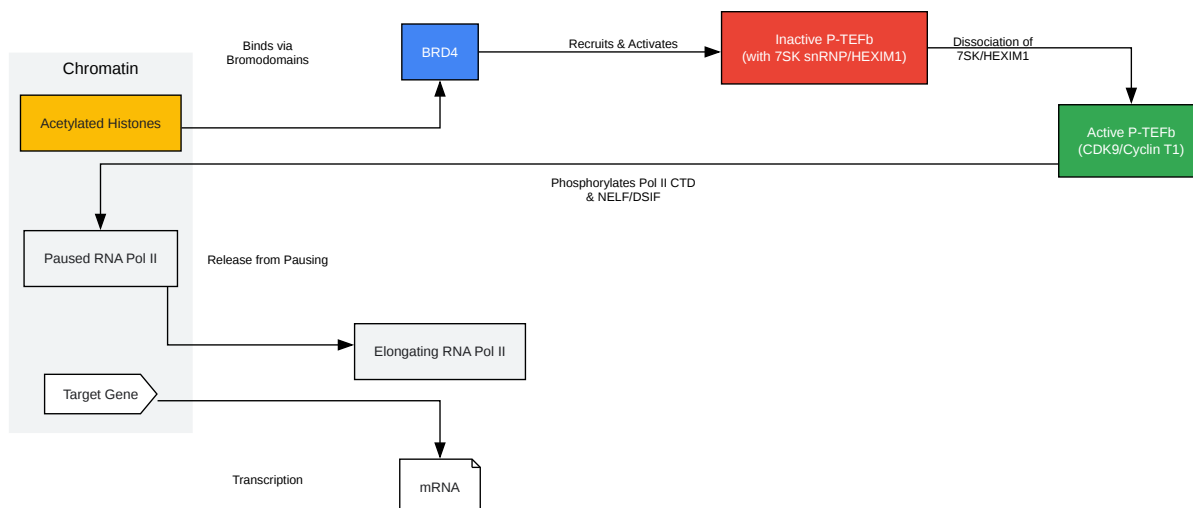 Chromatin
Acetylated Histones
Binds via
Bromodomains
BRD4
Recruits & Activates
Inactive P-TEFb
(with 7SK snRNP/HEXIM1)
Dissociation of
7SK/HEXIM1
Active P-TEFb
(CDK9/Cyclin T1)
Phosphorylates Pol II CTD
& NELF/DSIF
Paused RNA Pol II
Release from Pausing
Elongating RNA Pol II
Target Gene
Transcription
mRNA